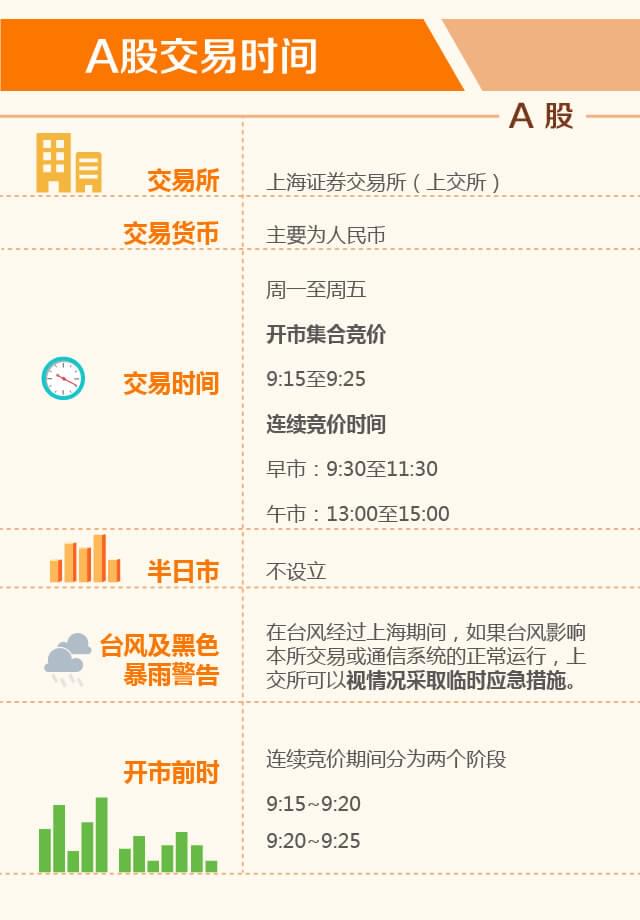 A股交易时间
A 股
交易所
上海证券交易所（上交所）
交易货币
主要为人民币
交易时间
周一至周五
开市集合竞价
9:15至9:25
连续竞价时间
早市：9:30至11:30
午市：13:00至15:00
半日市
不设立
台风及黑色
暴雨警告
在台风经过上海期间，如果台风影响
本所交易或通信系统的正常运行，上
交所可以视情况采取临时应急措施。
开市前时
连续竞价期间分为两个阶段
9:15~9:20
9:20~9:25